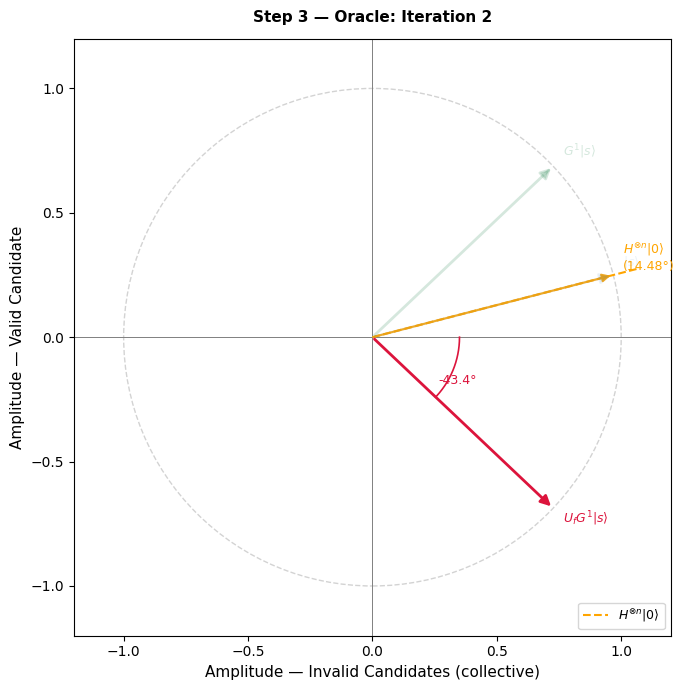 Step 3 — Oracle: Iteration 2
Amplitude — Valid Candidate
1.0
0.5
0.0
−0.5
−1.0
G¹|s⟩
H⊗ⁿ|0⟩
(14.48°)
-43.4°
U_f G¹|s⟩
H⊗ⁿ|0⟩
−1.0 −0.5 0.0 0.5 1.0
Amplitude — Invalid Candidates (collective)